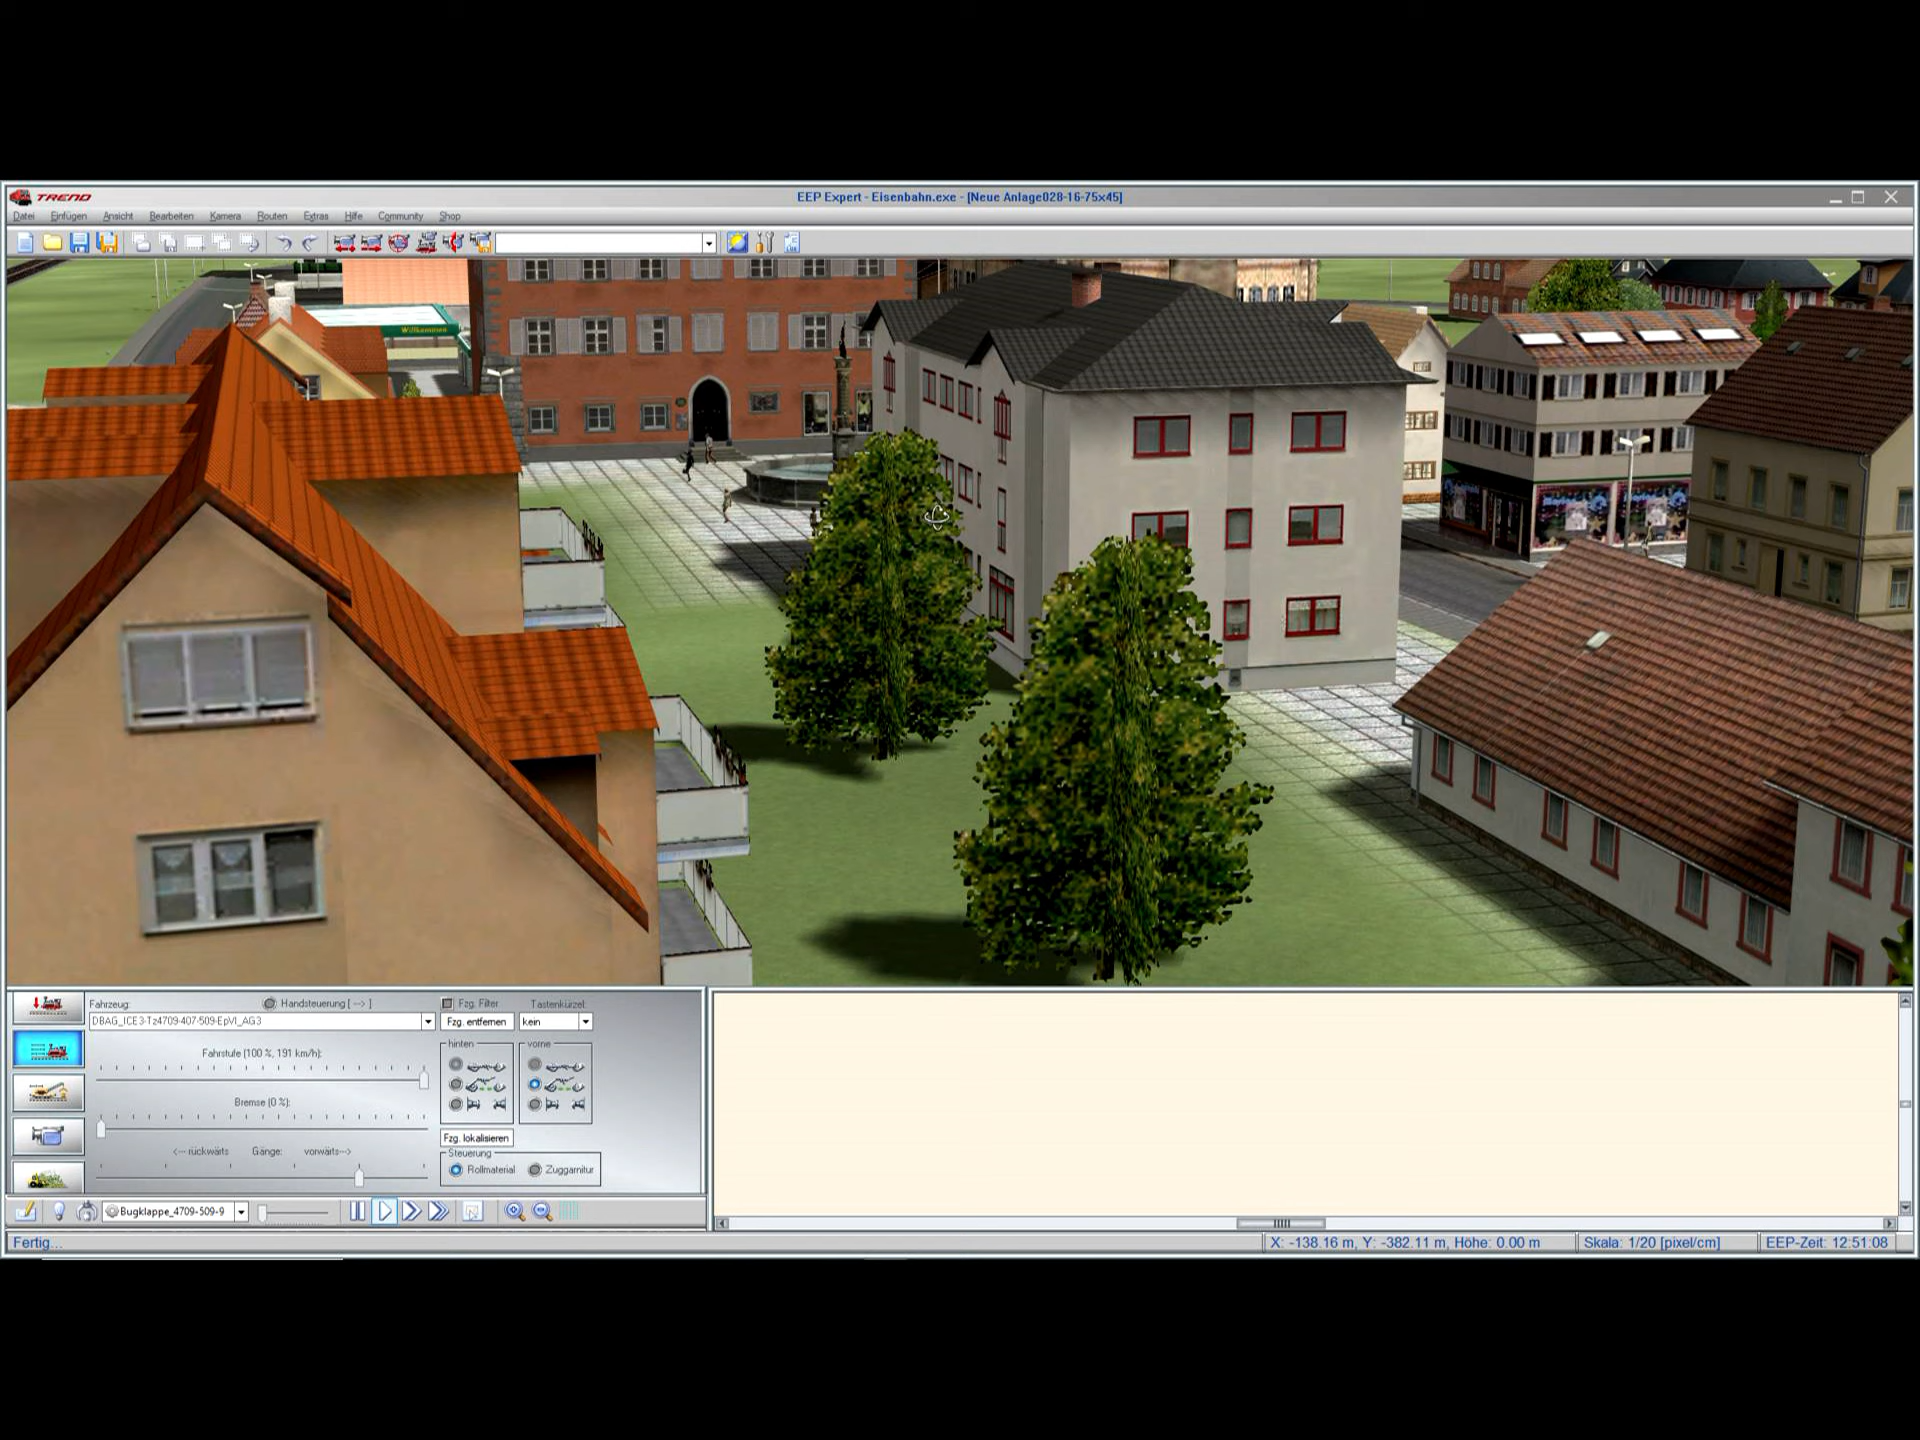 TREND
EEP Expert - Eisenbahn.exe - [Neue Anlage028-16-75x45]
Datei Einfügen Ansicht Bearbeiten Kamera Routen Extras Hilfe Community Shop
Willkommen
Fahrzeug:
Handsteuerung [ --> ]
Fzg. Filter
Tastenkürzel:
DBAG_ICE3-Tz4709-407-509-EpVI_AG3
Fzg. entfernen
kein
hinten
vorne
Fahrstufe (100 %, 191 km/h):
Bremse (0 %):
Fzg. lokalisieren
<--- rückwärts Gänge: vorwärts--->
Steuerung
Rollmaterial
Zuggarnitur
Bugklappe_4709-509-9
Fertig...
X: -138.16 m, Y: -382.11 m, Höhe: 0.00 m
Skala: 1/20 [pixel/cm]
EEP-Zeit: 12:51:08